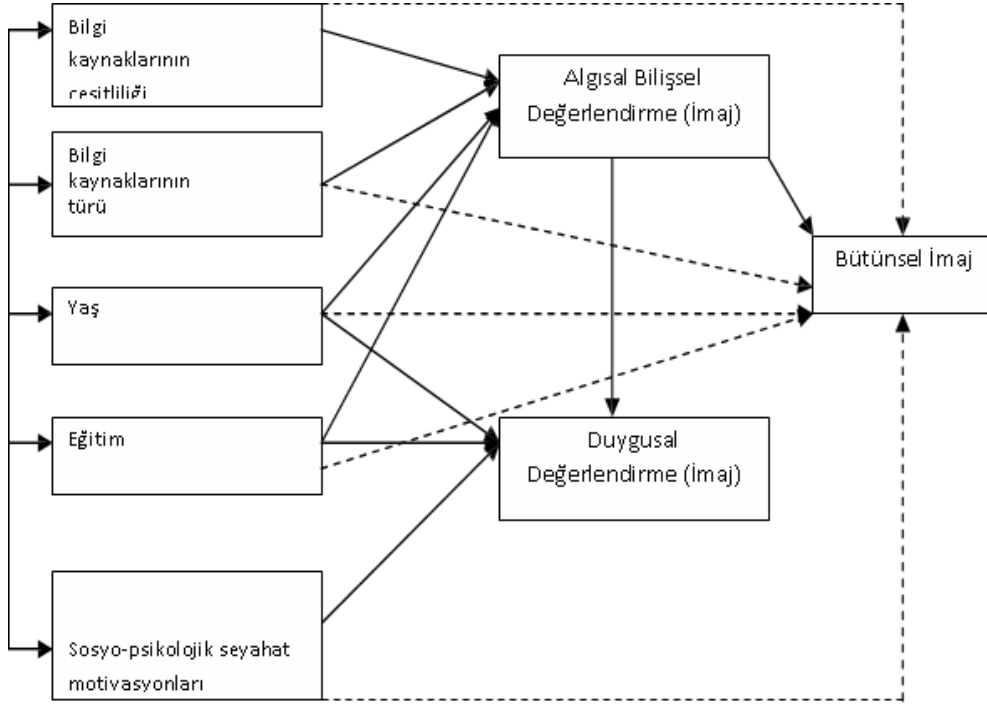 Bilgi
kaynaklarının
çeşitliliği
Algısal Bilişsel
Değerlendirme (İmaj)
Bilgi
kaynaklarının
türü
Bütünsel İmaj
Yaş
Eğitim
Duygusal
Değerlendirme (İmaj)
Sosyo-psikolojik seyahat
motivasyonları